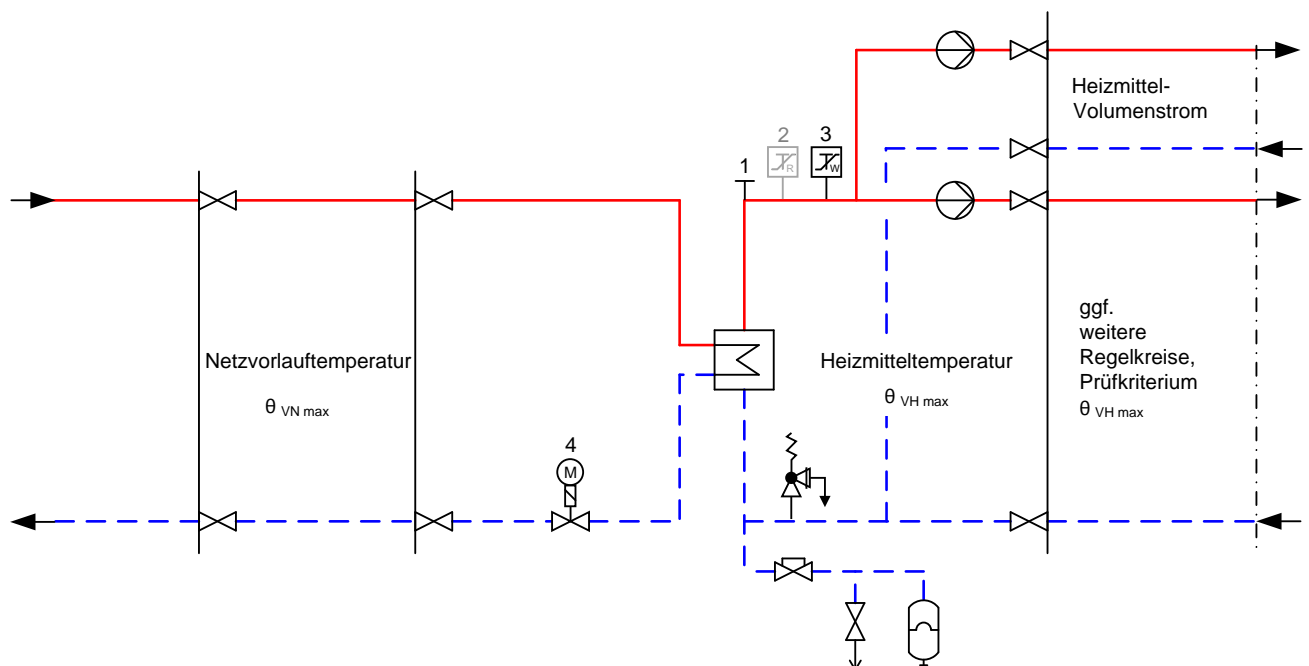 Heizmittel-
Volumenstrom
2
3
1
R
W
Netzvorlauftemperatur
θ VN max
Heizmitteltemperatur
θ VH max
ggf.
weitere
Regelkreise,
Prüfkriterium
θ VH max
4
M